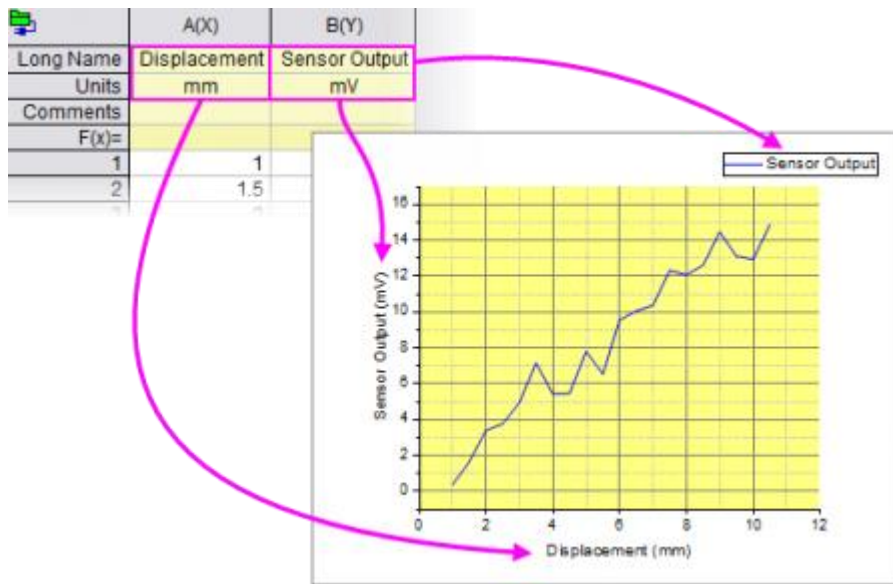 A(X) B(Y)
Long Name Displacement Sensor Output
Units mm mV
Comments
F(x)=
1 1
2 1.5
Sensor Output
16
14
12
10
8
6
4
2
0
Sensor Output (mV)
0 2 4 6 8 10 12
Displacement (mm)